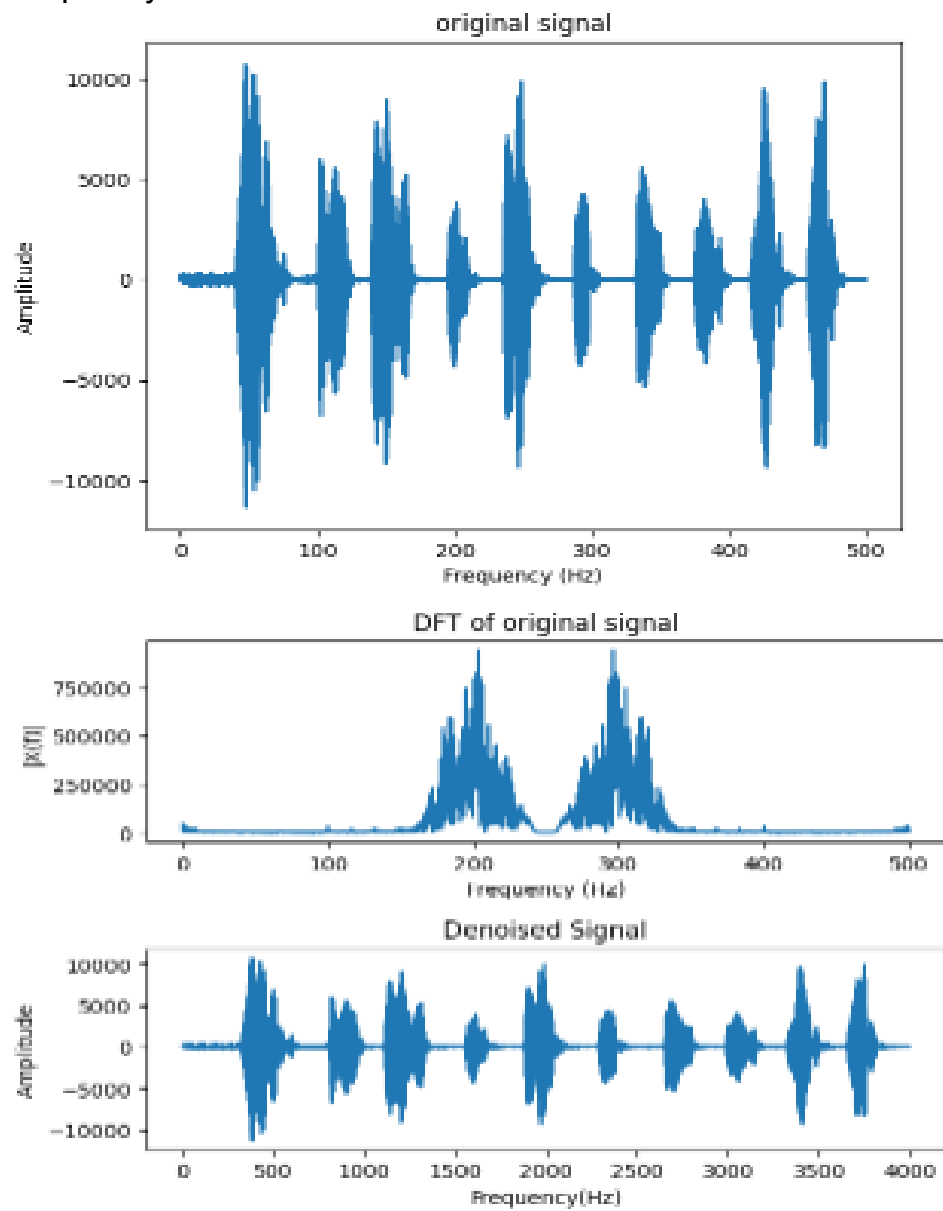 original signal
10000
5000
0
−5000
−10000
Amplitude
0 100 200 300 400 500
Frequency (Hz)
DFT of original signal
750000
500000
250000
0
|x(f)|
0 100 200 300 400 500
Frequency (Hz)
Denoised Signal
10000
5000
0
−5000
−10000
Amplitude
0 500 1000 1500 2000 2500 3000 3500 4000
Frequency(Hz)